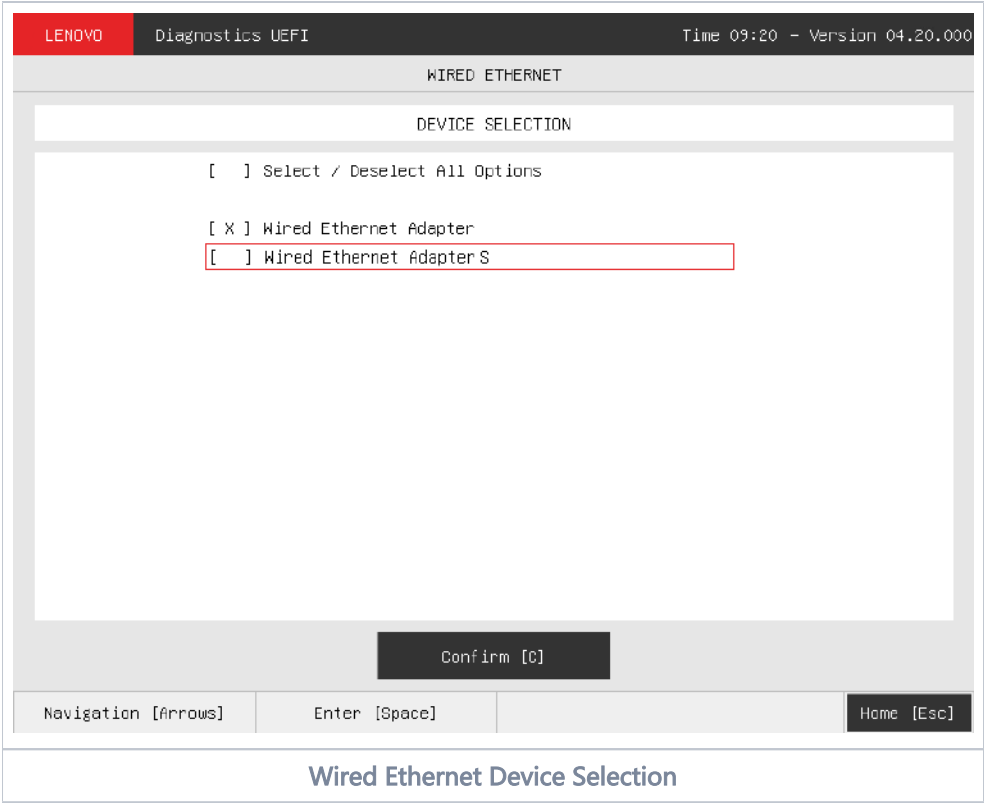 LENOVO Diagnostics UEFI Time 09:20 - Version 04.20.000
WIRED ETHERNET
DEVICE SELECTION
[ ] Select / Deselect All Options
[ X ] Wired Ethernet Adapter
[ ] Wired Ethernet Adapter S
Confirm [C]
Navigation [Arrows] Enter [Space] Home [Esc]
Wired Ethernet Device Selection